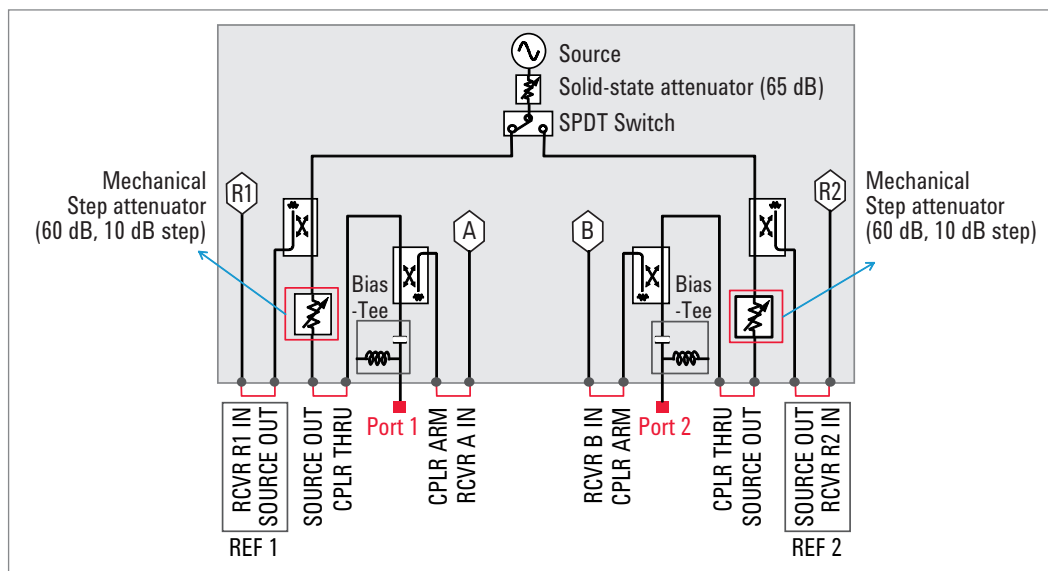 Source
Solid-state attenuator (65 dB)
SPDT Switch
Mechanical
Step attenuator
(60 dB, 10 dB step)
R1
A
B
R2
Mechanical
Step attenuator
(60 dB, 10 dB step)
Bias
-Tee
Bias
-Tee
RCVR R1 IN
SOURCE OUT
SOURCE OUT
CPLR THRU
Port 1
CPLR ARM
RCVR A IN
RCVR B IN
CPLR ARM
Port 2
CPLR THRU
SOURCE OUT
SOURCE OUT
RCVR R2 IN
REF 1
REF 2